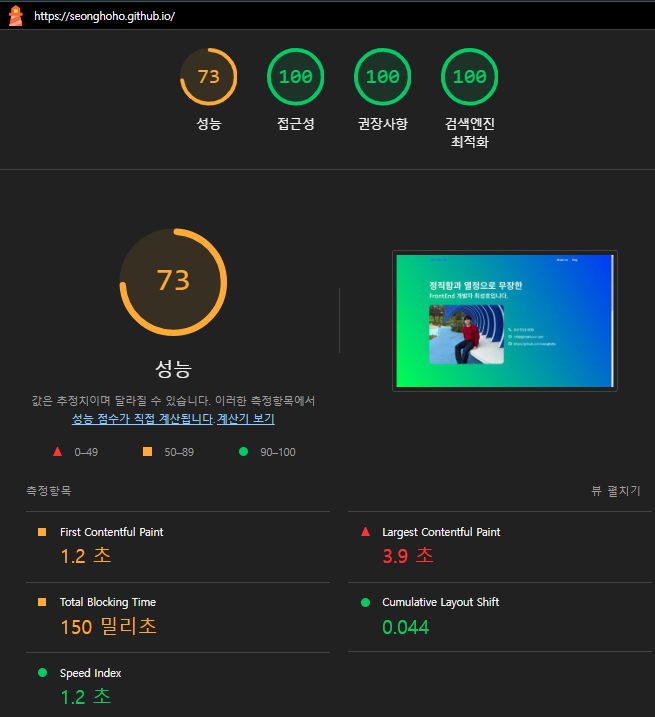 https://seonghoho.github.io/
73
100
100
100
성능
접근성
권장사항
검색엔진
최적화
73
성능
값은 추정치이며 달라질 수 있습니다. 이러한 측정항목에서
성능 점수가 직접 계산됩니다. 계산기 보기
0–49
50–89
90–100
정직함과 열정으로 무장한
FrontEnd 개발자 최성호입니다.
측정항목
뷰 펼치기
First Contentful Paint
1.2 초
Largest Contentful Paint
3.9 초
Total Blocking Time
150 밀리초
Cumulative Layout Shift
0.044
Speed Index
1.2 초